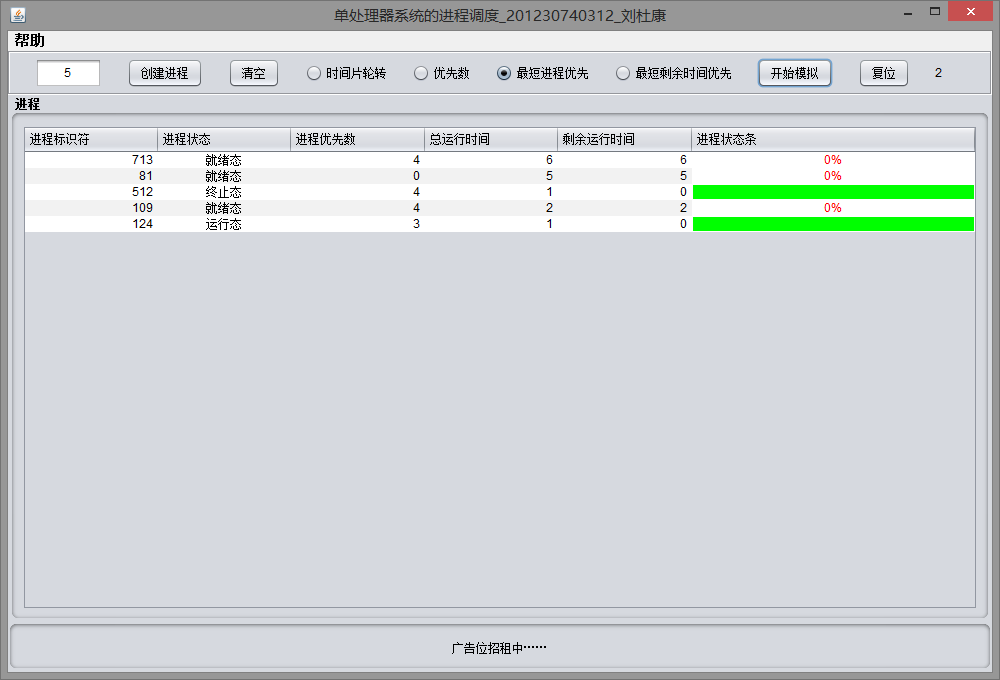 单处理器系统的进程调度_201230740312_刘杜康
帮助
5 创建进程 清空 时间片轮转 优先数 最短进程优先 最短剩余时间优先 开始模拟 复位 2
进程
进程标识符 进程状态 进程优先数 总运行时间 剩余运行时间 进程状态条
713 就绪态 4 6 6 0%
81 就绪态 0 5 5 0%
512 终止态 4 1 0
109 就绪态 4 2 2 0%
124 运行态 3 1 0
广告位招租中······